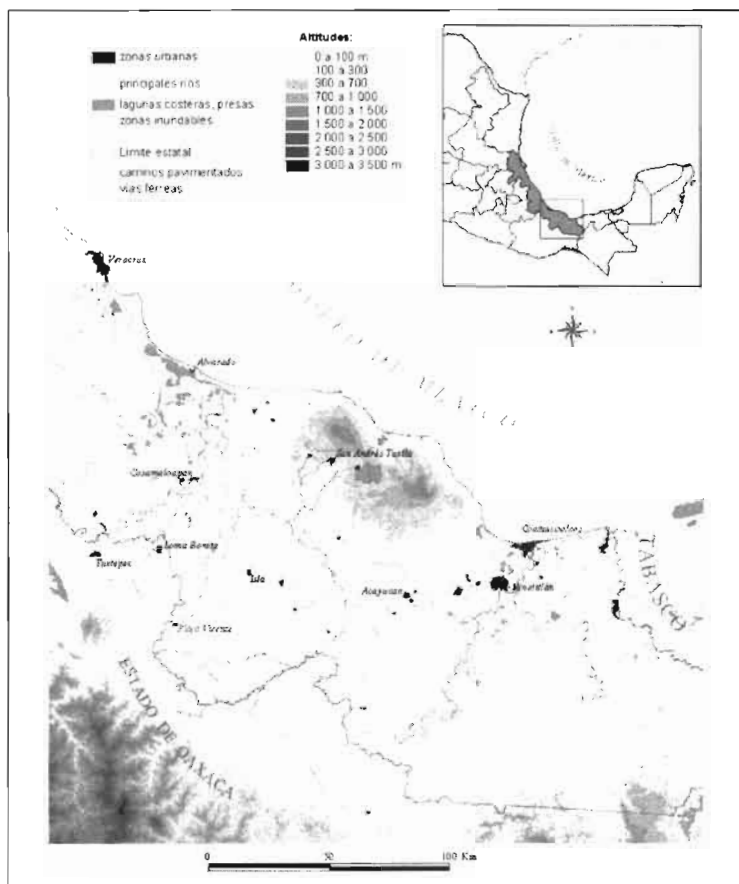 zonas urbanas
principales rios
lagunas costeras, presas
zonas inundables
Limite estatal
caminos pavimentados
vias férreas
Altitudes:
0 a 100 m
100 a 300
300 a 700
700 a 1 000
1 000 a 1 500
1 500 a 2 000
2 000 a 2 500
2 500 a 3 000
3 000 a 3 500 m
Veracruz
Alvarado
San Andrés Tuxtla
Cosamaloapan
Coatzacoalcos
Loma Bonita
Tuxtepec
Isla
Acayucan
Minatitlán
Playa Vicente
TABASCO
ESTADO DE OAXACA
0 50 100 Km